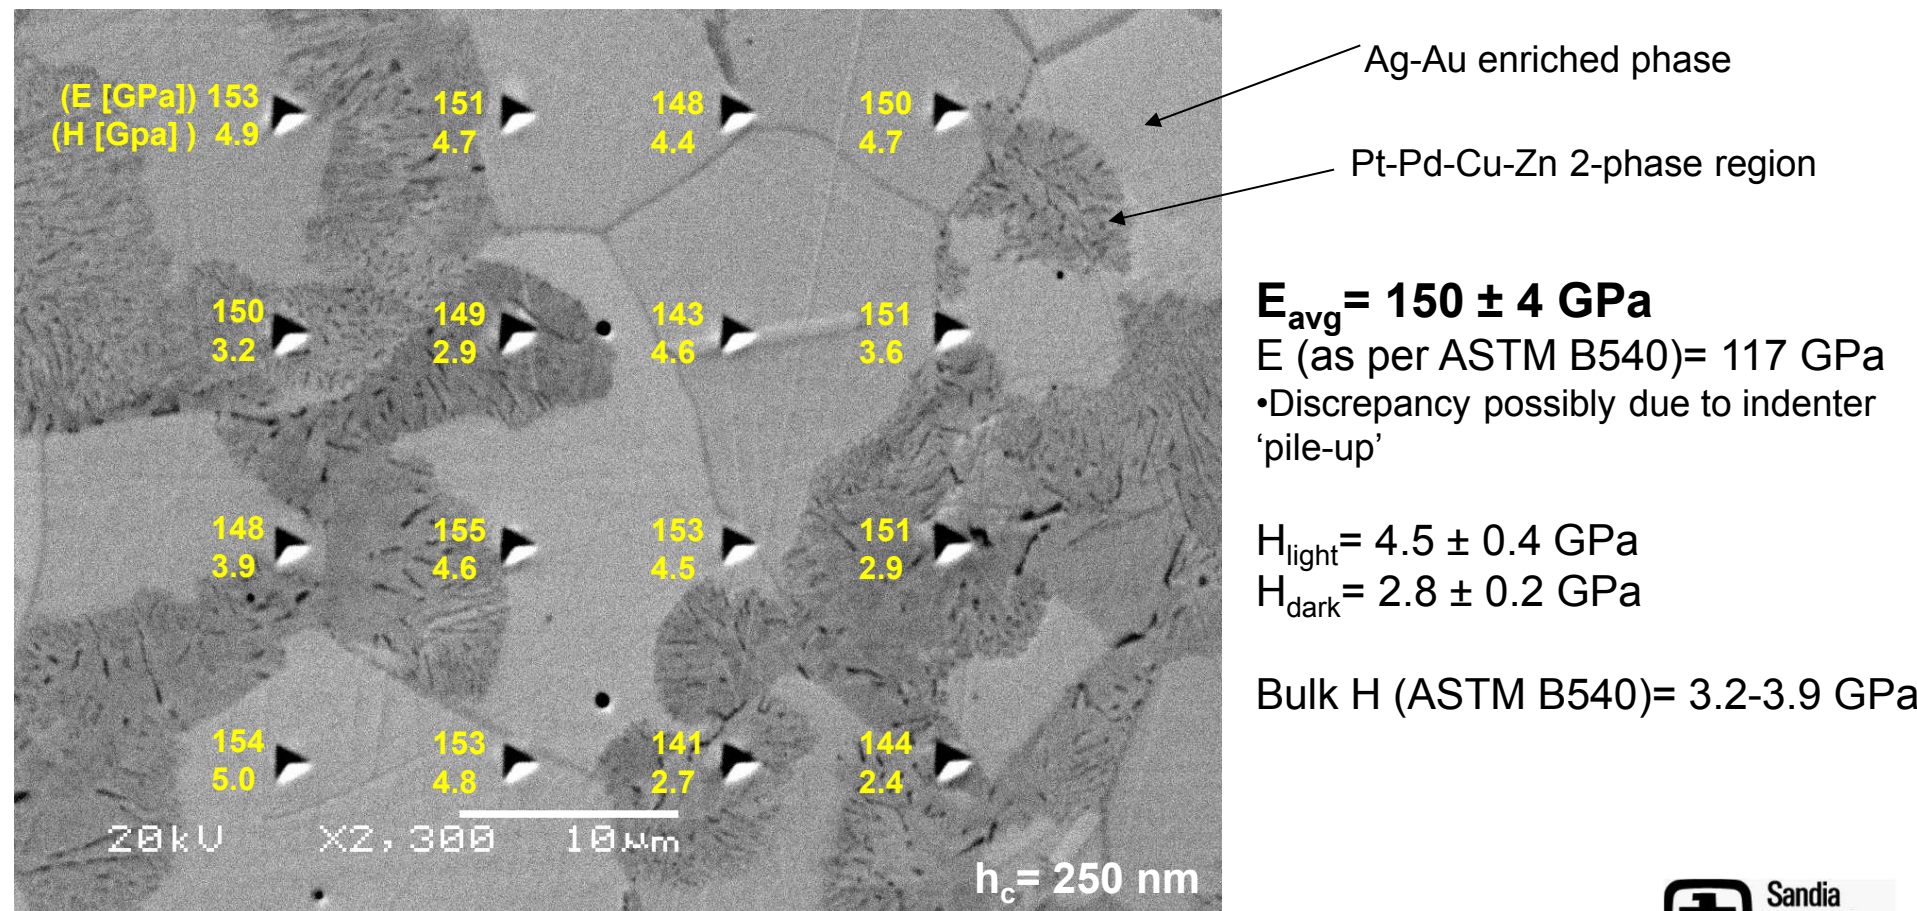 Ag-Au enriched phase
Pt-Pd-Cu-Zn 2-phase region
(E [GPa]) 153
(H [Gpa] ) 4.9
151
4.7
148
4.4
150
4.7
150
3.2
149
2.9
143
4.6
151
3.6
148
3.9
155
4.6
153
4.5
151
2.9
154
5.0
153
4.8
141
2.7
144
2.4
20kU X2,300 10μm
hc= 250 nm
Eavg= 150 ± 4 GPa
E (as per ASTM B540)= 117 GPa
•Discrepancy possibly due to indenter
‘pile-up’
Hlight= 4.5 ± 0.4 GPa
Hdark= 2.8 ± 0.2 GPa
Bulk H (ASTM B540)= 3.2-3.9 GPa
Sandia